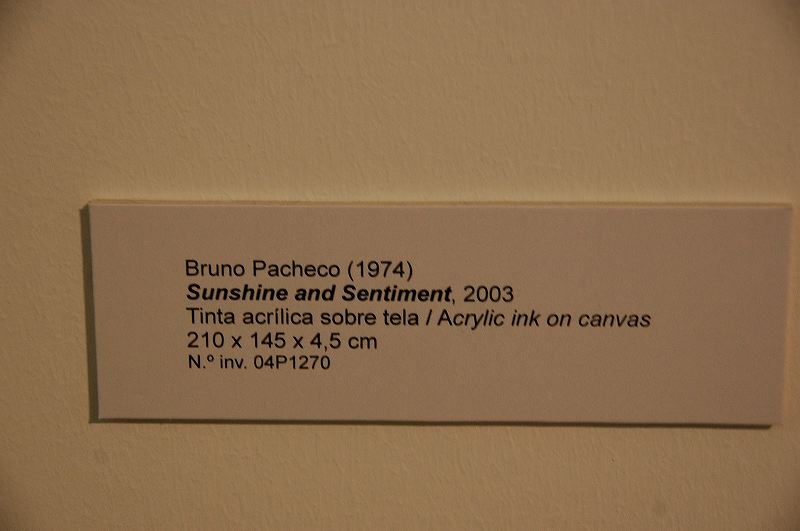 Bruno Pacheco (1974)
Sunshine and Sentiment, 2003
Tinta acrílica sobre tela / Acrylic ink on canvas
210 x 145 x 4,5 cm
N.º inv. 04P1270